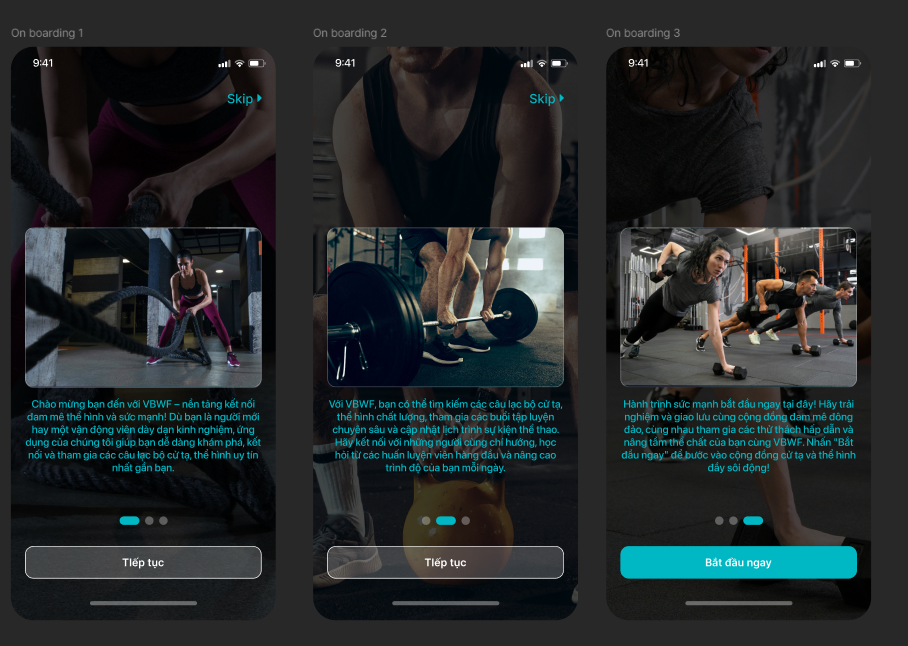 On boarding 1
9:41
Skip
Chào mừng bạn đến với VBWF – nền tảng kết nối
đam mê thể hình và sức mạnh! Dù bạn là người mới
hay một vận động viên dày dạn kinh nghiệm, ứng
dụng của chúng tôi giúp bạn dễ dàng khám phá, kết
nối và tham gia các câu lạc bộ cử tạ, thể hình uy tín
nhất gần bạn.
Tiếp tục
On boarding 2
9:41
Skip
Với VBWF, bạn có thể tìm kiếm các câu lạc bộ cử tạ,
thể hình chất lượng, tham gia các buổi tập luyện
chuyên sâu và cập nhật lịch trình sự kiện thể thao.
Hãy kết nối với những người cùng chí hướng, học
hỏi từ các huấn luyện viên hàng đầu và nâng cao
trình độ của bạn mỗi ngày.
Tiếp tục
On boarding 3
9:41
Hành trình sức mạnh bắt đầu ngay tại đây! Hãy trải
nghiệm và giao lưu cùng cộng đồng đam mê đông
đảo, cùng nhau tham gia các thử thách hấp dẫn và
nâng tầm thể chất của bạn cùng VBWF. Nhấn "Bắt
đầu ngay" để bước vào cộng đồng cử tạ và thể hình
đầy sôi động!
Bắt đầu ngay